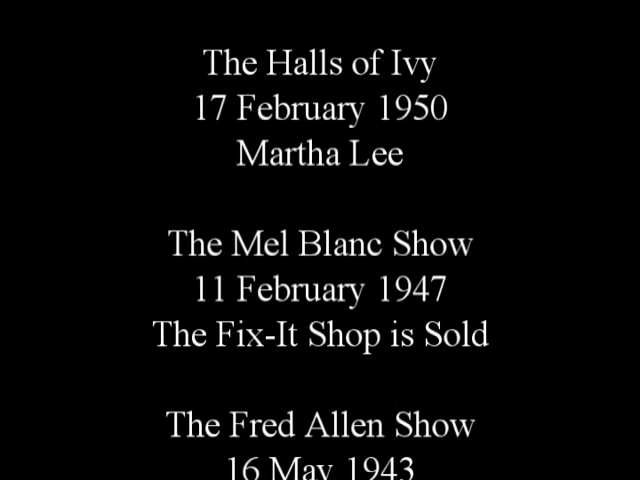 The Halls of Ivy
17 February 1950
Martha Lee
The Mel Blanc Show
11 February 1947
The Fix-It Shop is Sold
The Fred Allen Show
16 May 1943